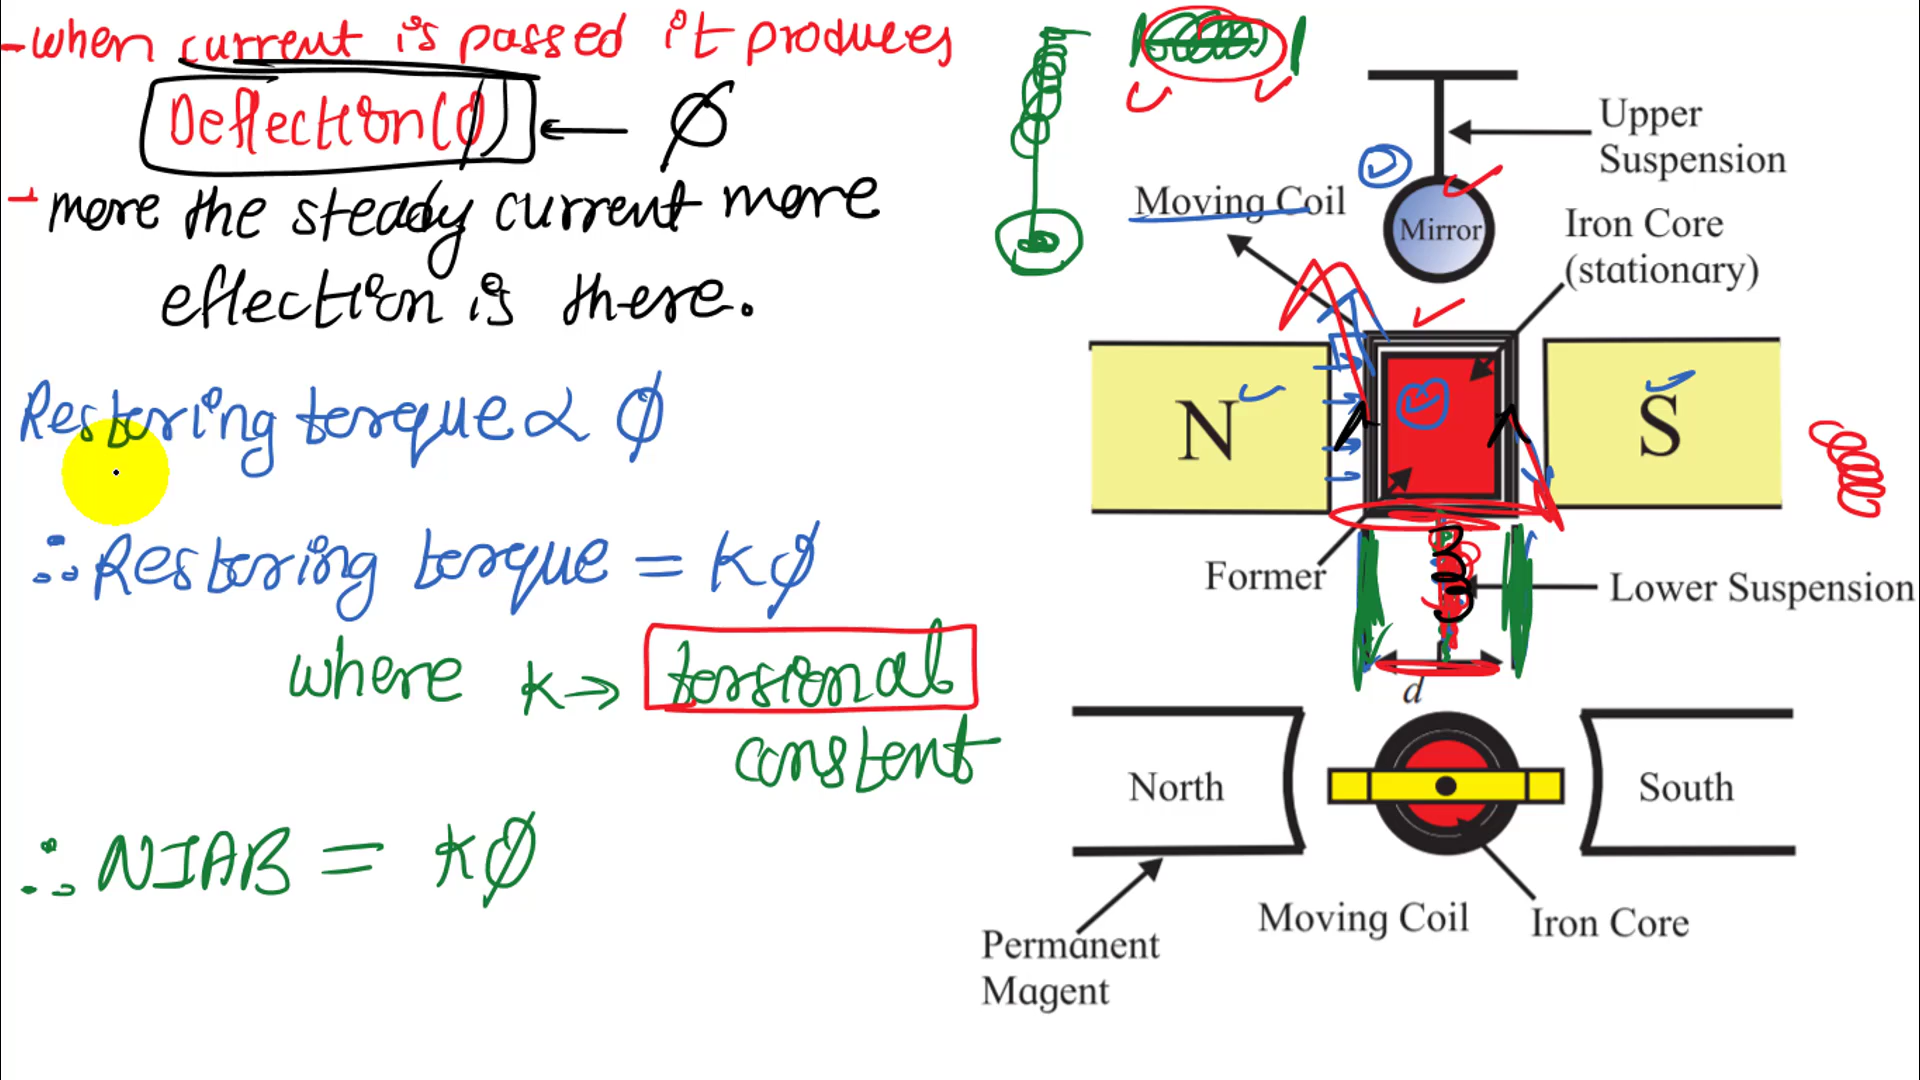 - when current is passed it produces
Deflection(ϕ) ← ϕ
- more the steady current more
eflection is there.
Restoring torque ∝ ϕ
∴ Restoring torque = Kϕ
where K → torsional
constent
∴ NIAB = Kϕ
Upper
Suspension
Moving Coil
Mirror
Iron Core
(stationary)
N
S
Former
Lower Suspension
d
North
South
Moving Coil
Iron Core
Permanent
Magent